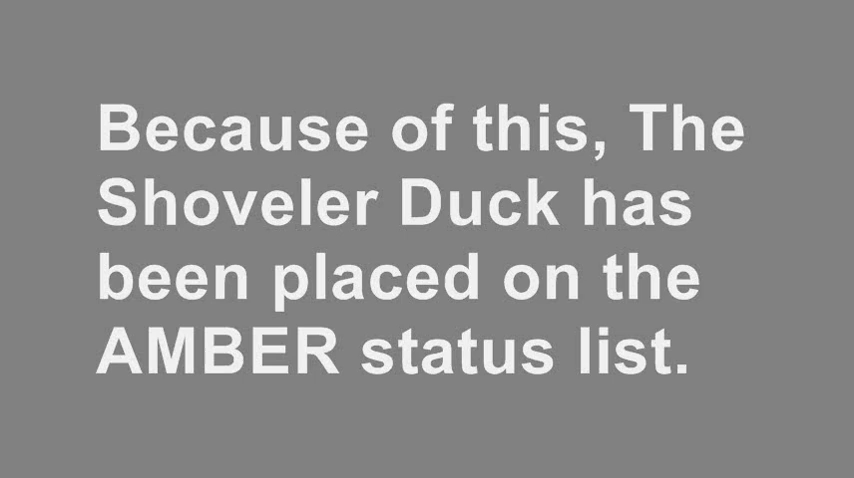 Because of this, The
Shoveler Duck has
been placed on the
AMBER status list.